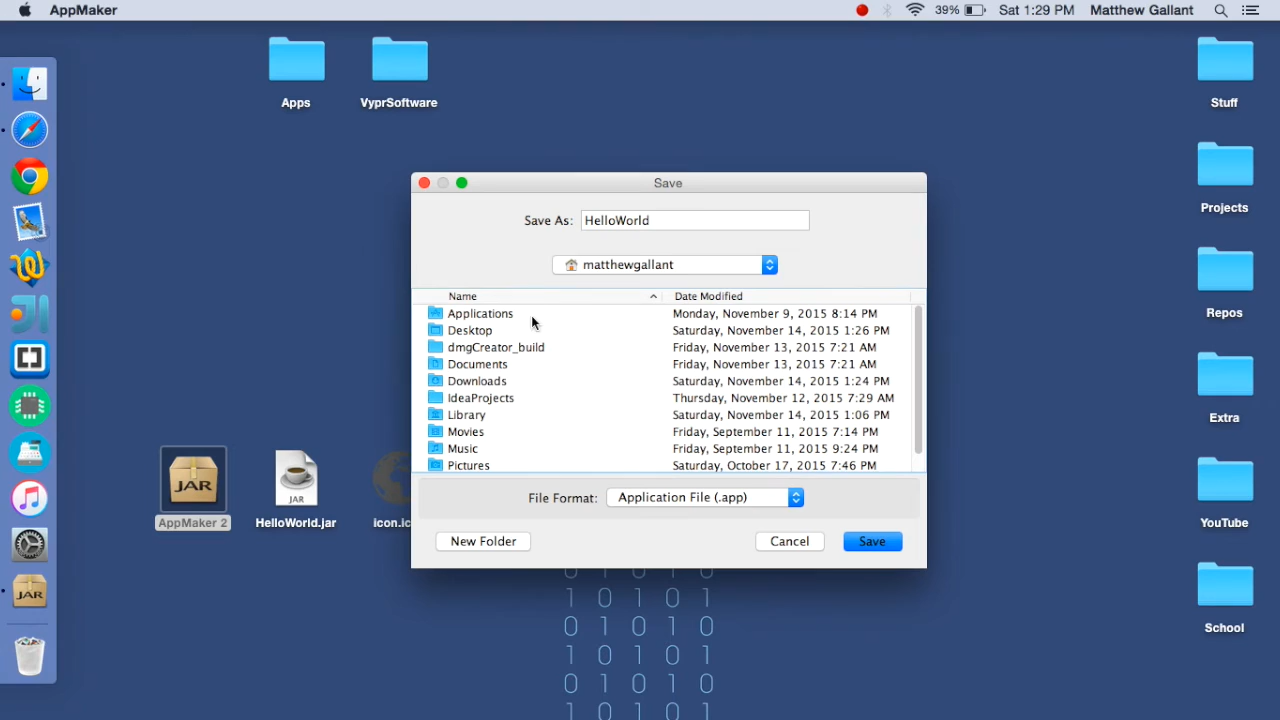 AppMaker
39% Sat 1:29 PM Matthew Gallant
Apps
VyprSoftware
Stuff
Projects
Repos
Extra
YouTube
School
Save
Save As: HelloWorld
matthewgallant
Name Date Modified
Applications Monday, November 9, 2015 8:14 PM
Desktop Saturday, November 14, 2015 1:26 PM
dmgCreator_build Friday, November 13, 2015 7:21 AM
Documents Friday, November 13, 2015 7:21 AM
Downloads Saturday, November 14, 2015 1:24 PM
IdeaProjects Thursday, November 12, 2015 7:29 AM
Library Saturday, November 14, 2015 1:06 PM
Movies Friday, September 11, 2015 7:14 PM
Music Friday, September 11, 2015 9:24 PM
Pictures Saturday, October 17, 2015 7:46 PM
File Format: Application File (.app)
New Folder Cancel Save
JAR
AppMaker 2
JAR
HelloWorld.jar
icon.ic
JAR
1 0 1 0 1
0 1 0 1 0
1 0 1 0 1
0 1 0 1 0